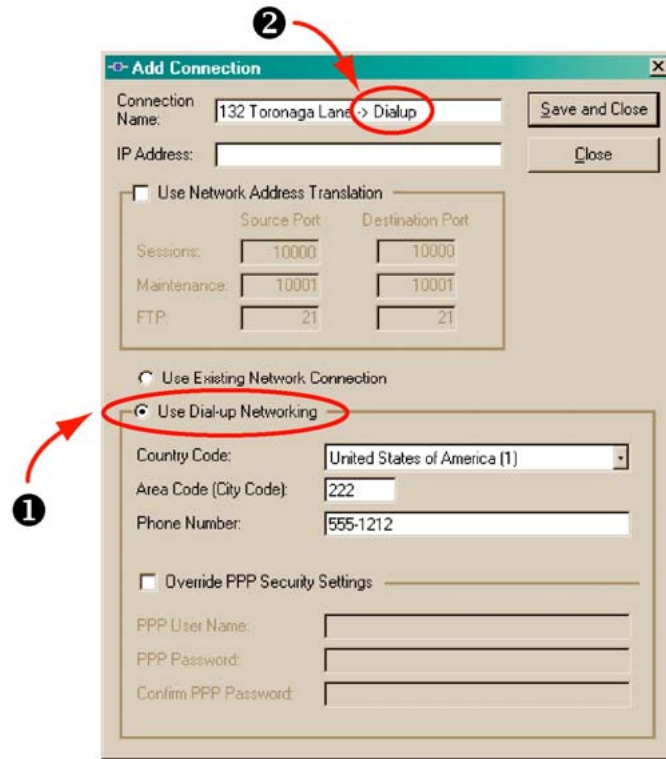 ❷
Add Connection
Connection Name: 132 Toronaga Lane -> Dialup Save and Close
IP Address: Close
Use Network Address Translation
Source Port Destination Port
Sessions: 10000 10000
Maintenance: 10001 10001
FTP: 21 21
Use Existing Network Connection
Use Dial-up Networking
❶
Country Code: United States of America (1)
Area Code (City Code): 222
Phone Number: 555-1212
Override PPP Security Settings
PPP User Name:
PPP Password:
Confirm PPP Password: